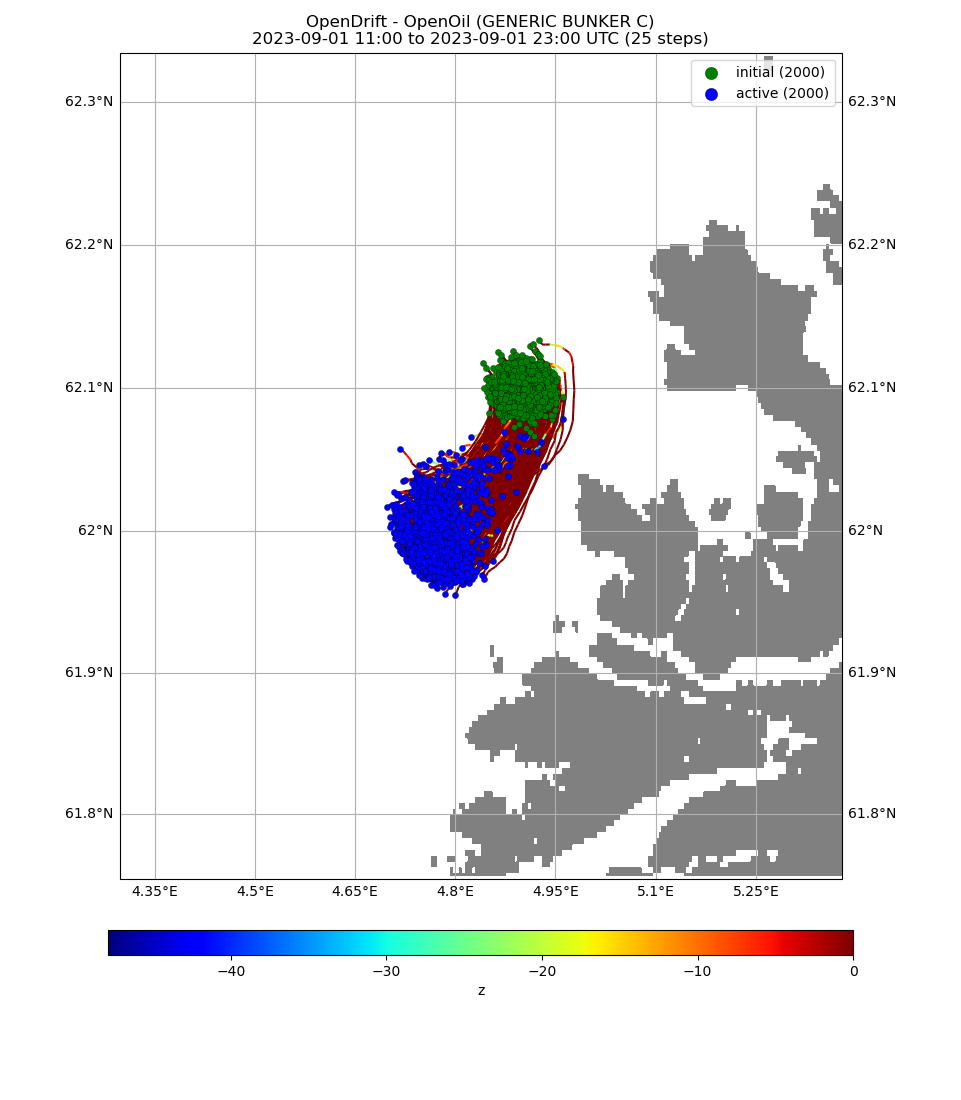 OpenDrift - OpenOil (GENERIC BUNKER C)
2023-09-01 11:00 to 2023-09-01 23:00 UTC (25 steps)
initial (2000)
active (2000)
62.3°N 62.3°N
62.2°N 62.2°N
62.1°N 62.1°N
62°N 62°N
61.9°N 61.9°N
61.8°N 61.8°N
4.35°E 4.5°E 4.65°E 4.8°E 4.95°E 5.1°E 5.25°E
−40 −30 −20 −10 0
z